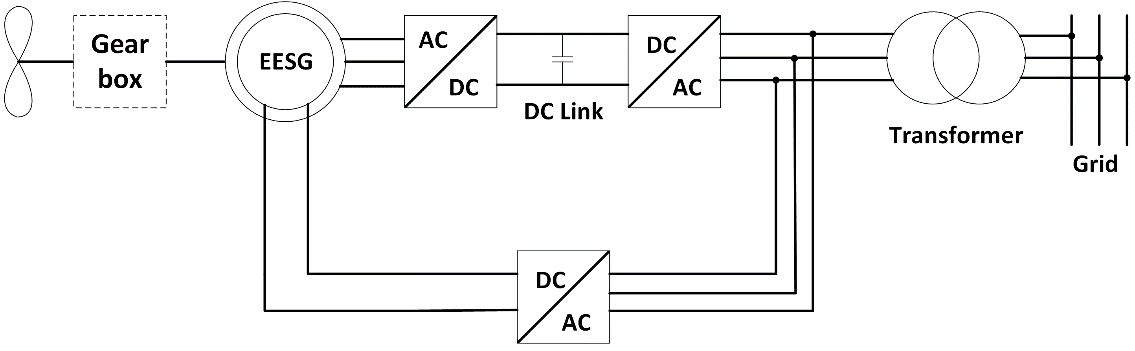 Gear
box
EESG
AC
DC
DC Link
DC
AC
Transformer
Grid
DC
AC